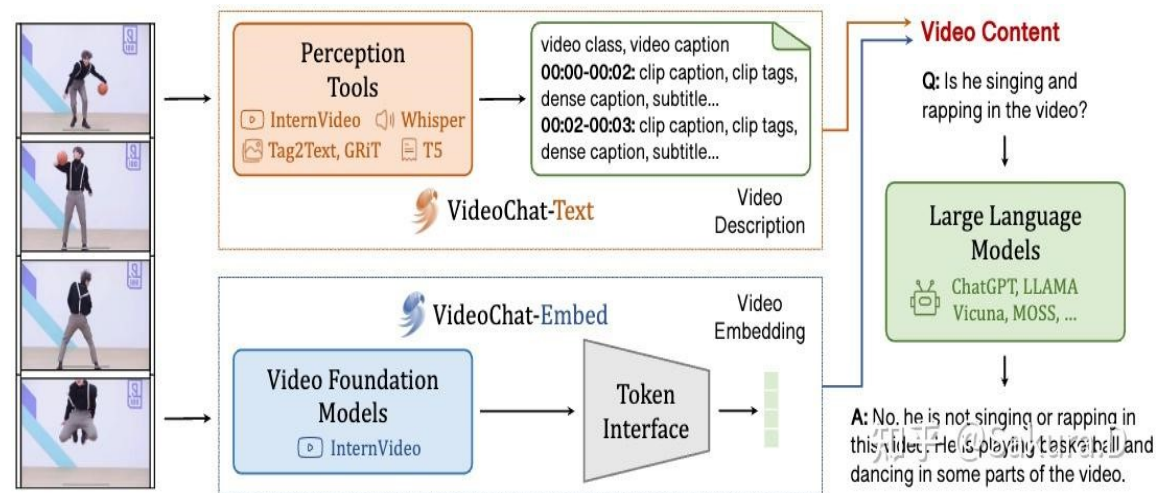 Perception
Tools
InternVideo
Whisper
Tag2Text, GRiT
T5
video class, video caption
00:00-00:02: clip caption, clip tags,
dense caption, subtitle...
00:02-00:03: clip caption, clip tags,
dense caption, subtitle...
VideoChat-Text
Video
Description
VideoChat-Embed
Video
Embedding
Video Foundation
Models
InternVideo
Token
Interface
Video Content
Q: Is he singing and
rapping in the video?
Large Language
Models
ChatGPT, LLAMA
Vicuna, MOSS, ...
A: No, he is not singing or rapping in
this video. He is playing basketball and
dancing in some parts of the video.
知乎 @Sakura.D